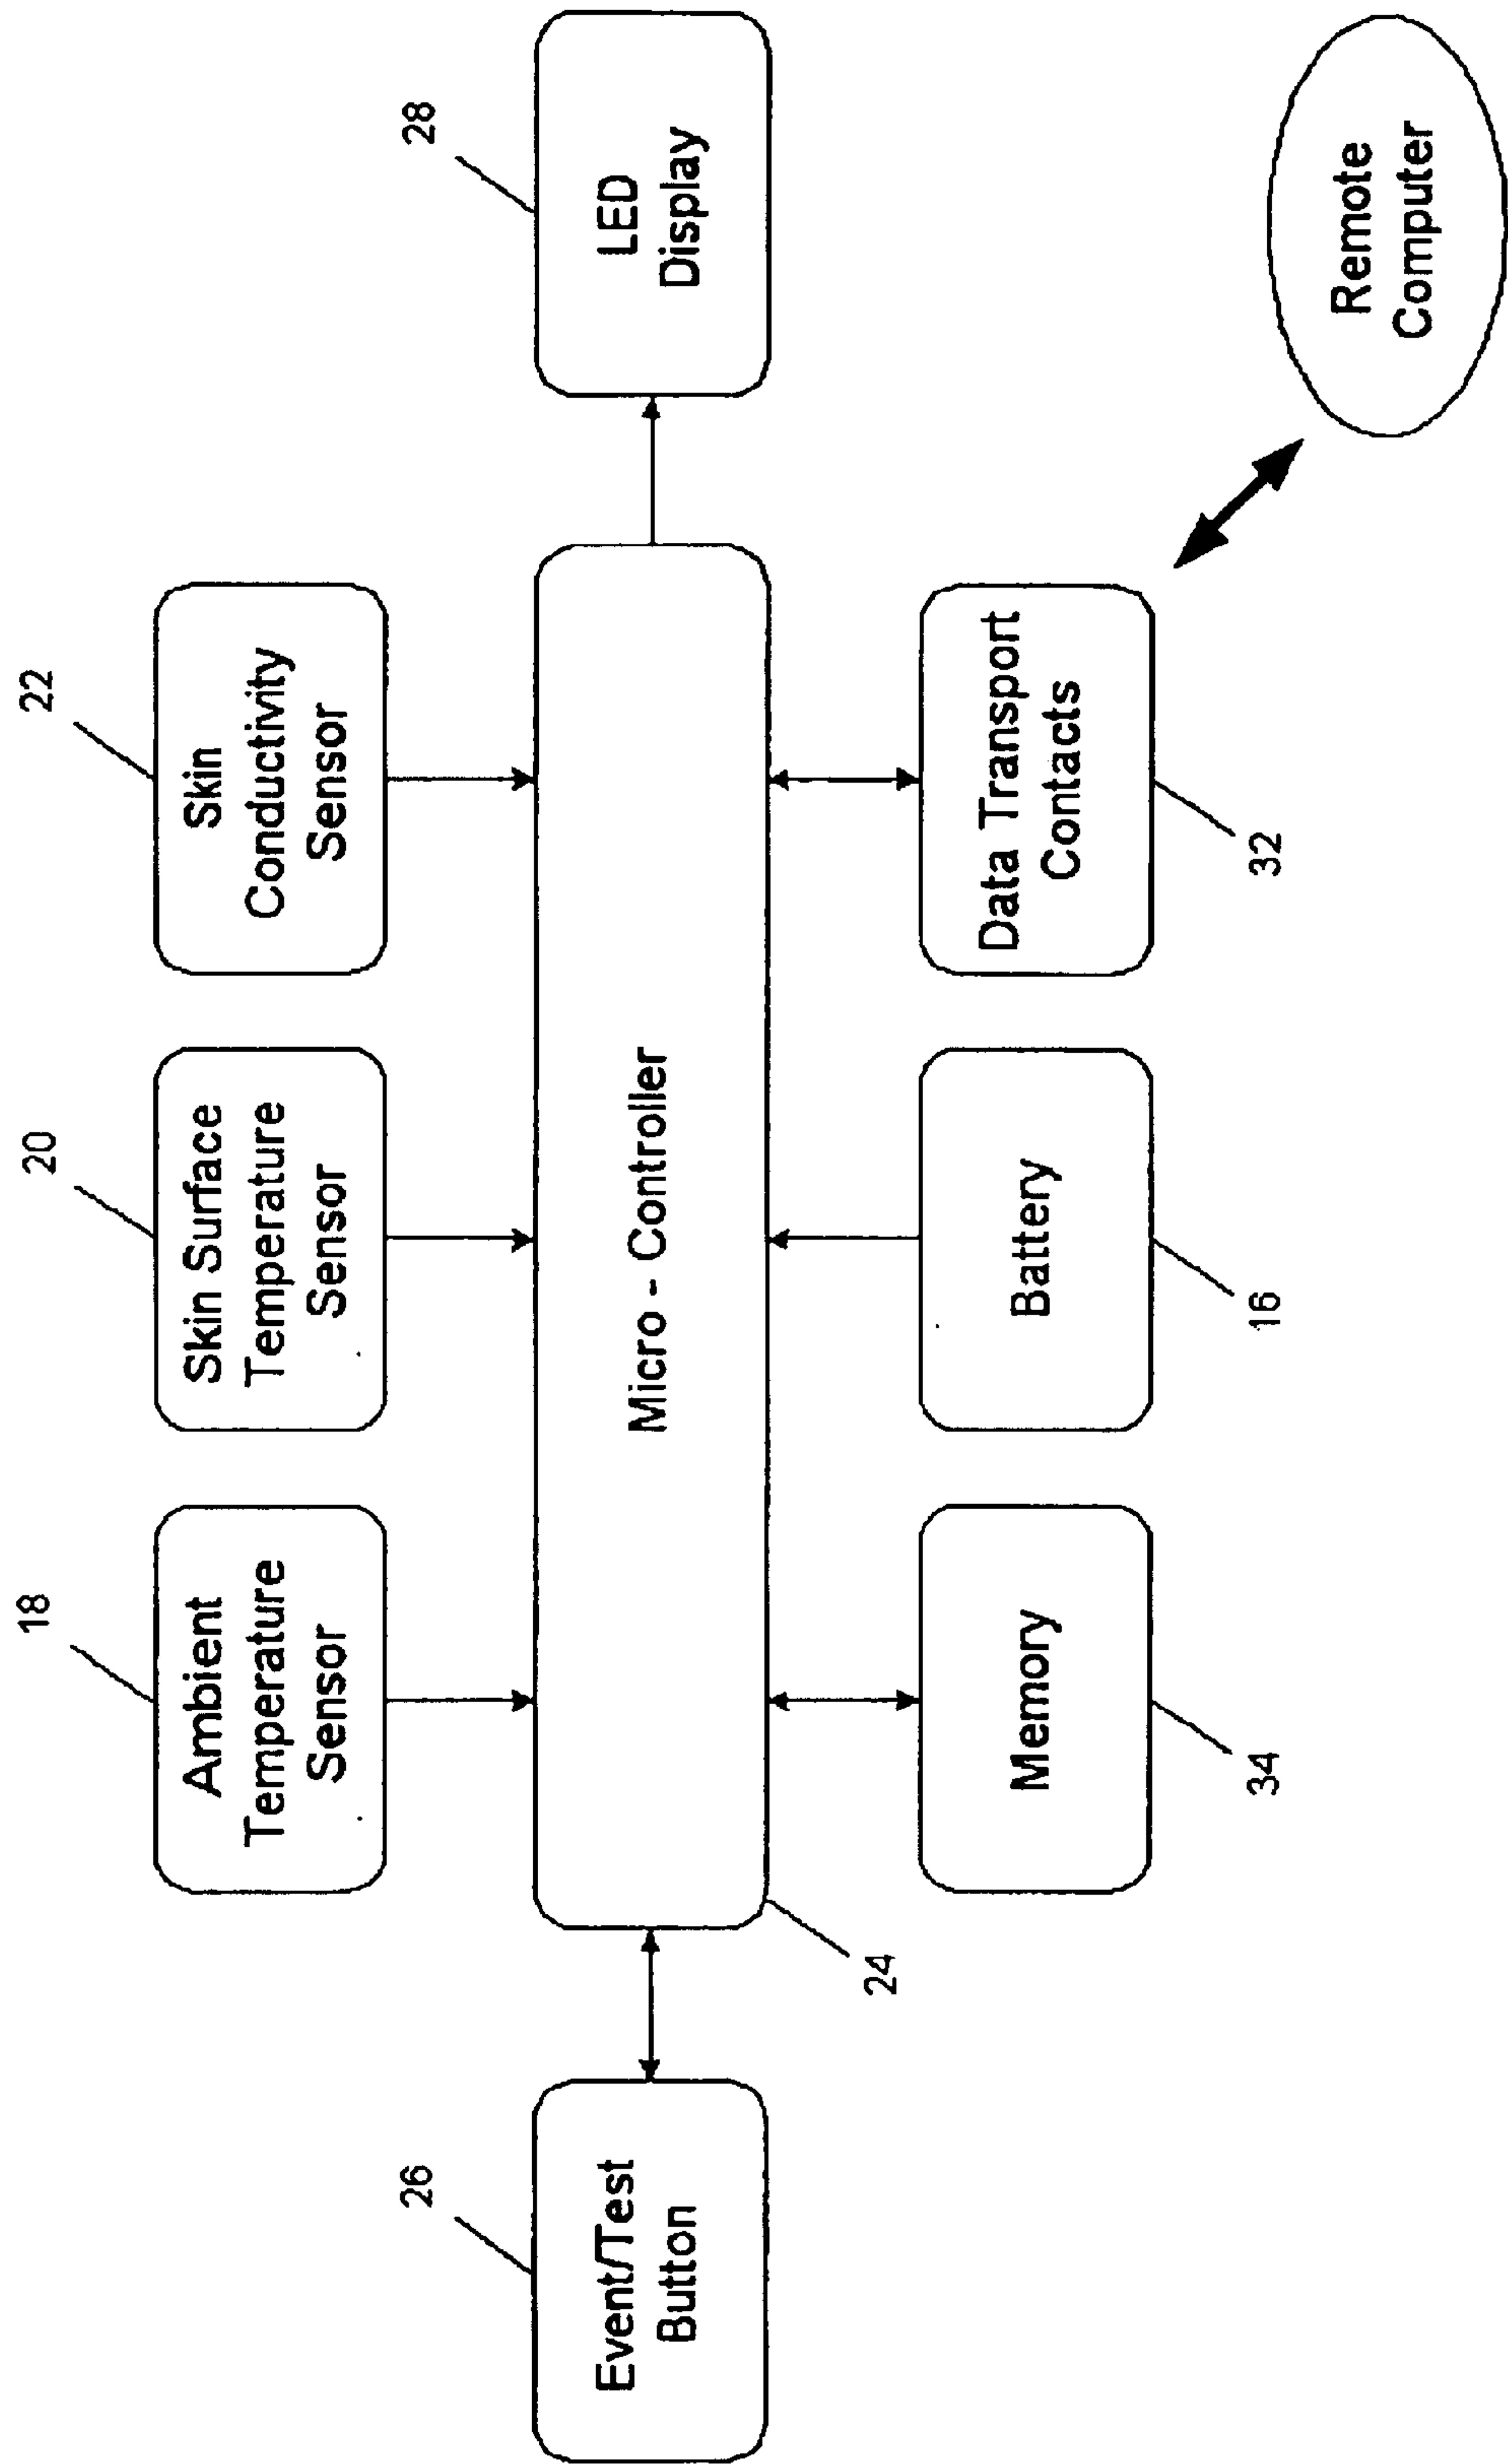 18
20
22
Ambient
Temperature
Sensor
Skin Surface
Temperature
Sensor
Skin
Conductivity
Sensor
26
28
Event/Test
Button
Micro - Controller
LED
Display
24
Memory
Battery
Data Transport
Contacts
34
16
32
Remote
Computer